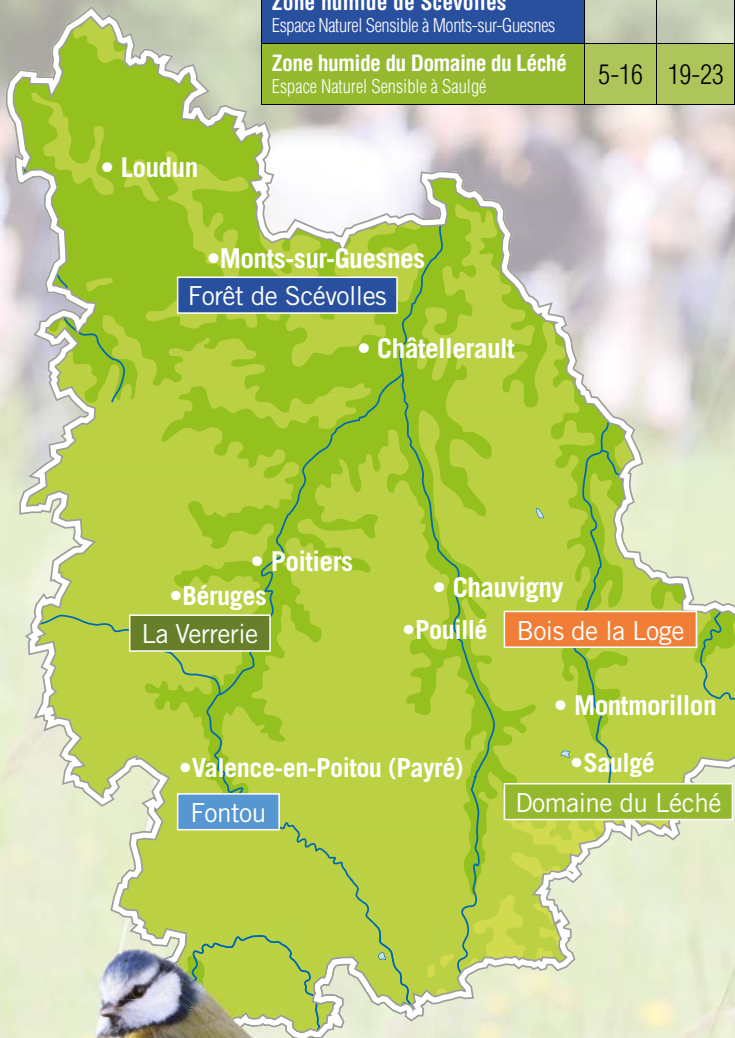 Zone humide de Scévolles
Espace Naturel Sensible à Monts-sur-Guesnes
Zone humide du Domaine du Léché
Espace Naturel Sensible à Saulgé
5-16
19-23
• Loudun
•Monts-sur-Guesnes
Forêt de Scévolles
• Châtellerault
• Poitiers
•Béruges
La Verrerie
• Chauvigny
•Pouillé
Bois de la Loge
• Montmorillon
•Valence-en-Poitou (Payré)
Fontou
•Saulgé
Domaine du Léché